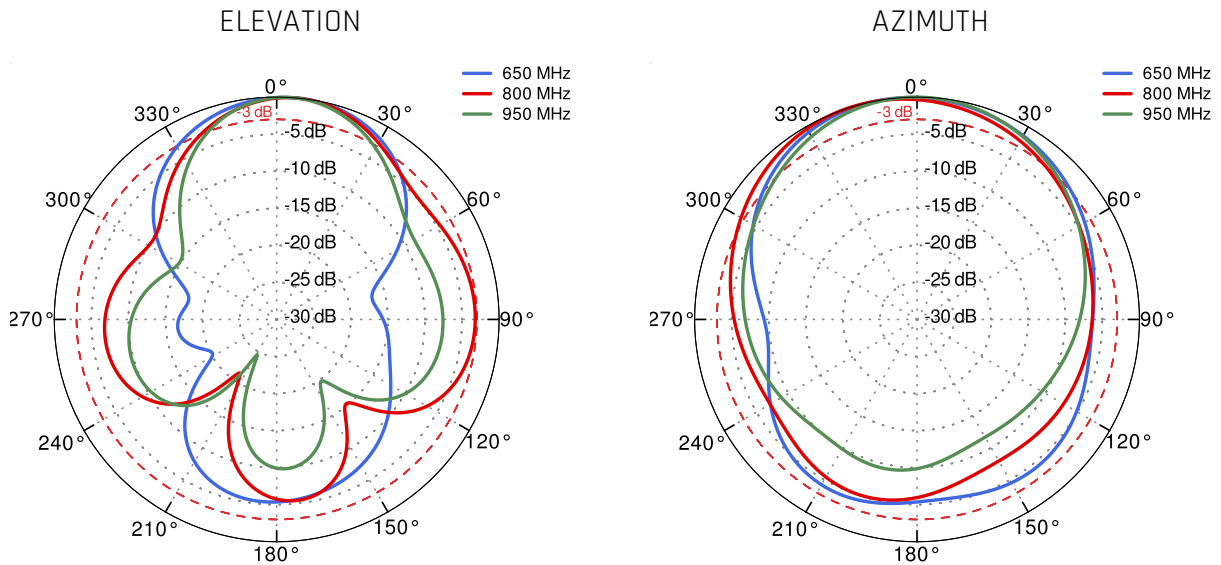 ELEVATION
650 MHz
800 MHz
950 MHz
0°
30°
60°
90°
120°
150°
180°
210°
240°
270°
300°
330°
-3 dB
-5 dB
-10 dB
-15 dB
-20 dB
-25 dB
-30 dB
AZIMUTH
650 MHz
800 MHz
950 MHz
0°
30°
60°
90°
120°
150°
180°
210°
240°
270°
300°
330°
-3 dB
-5 dB
-10 dB
-15 dB
-20 dB
-25 dB
-30 dB